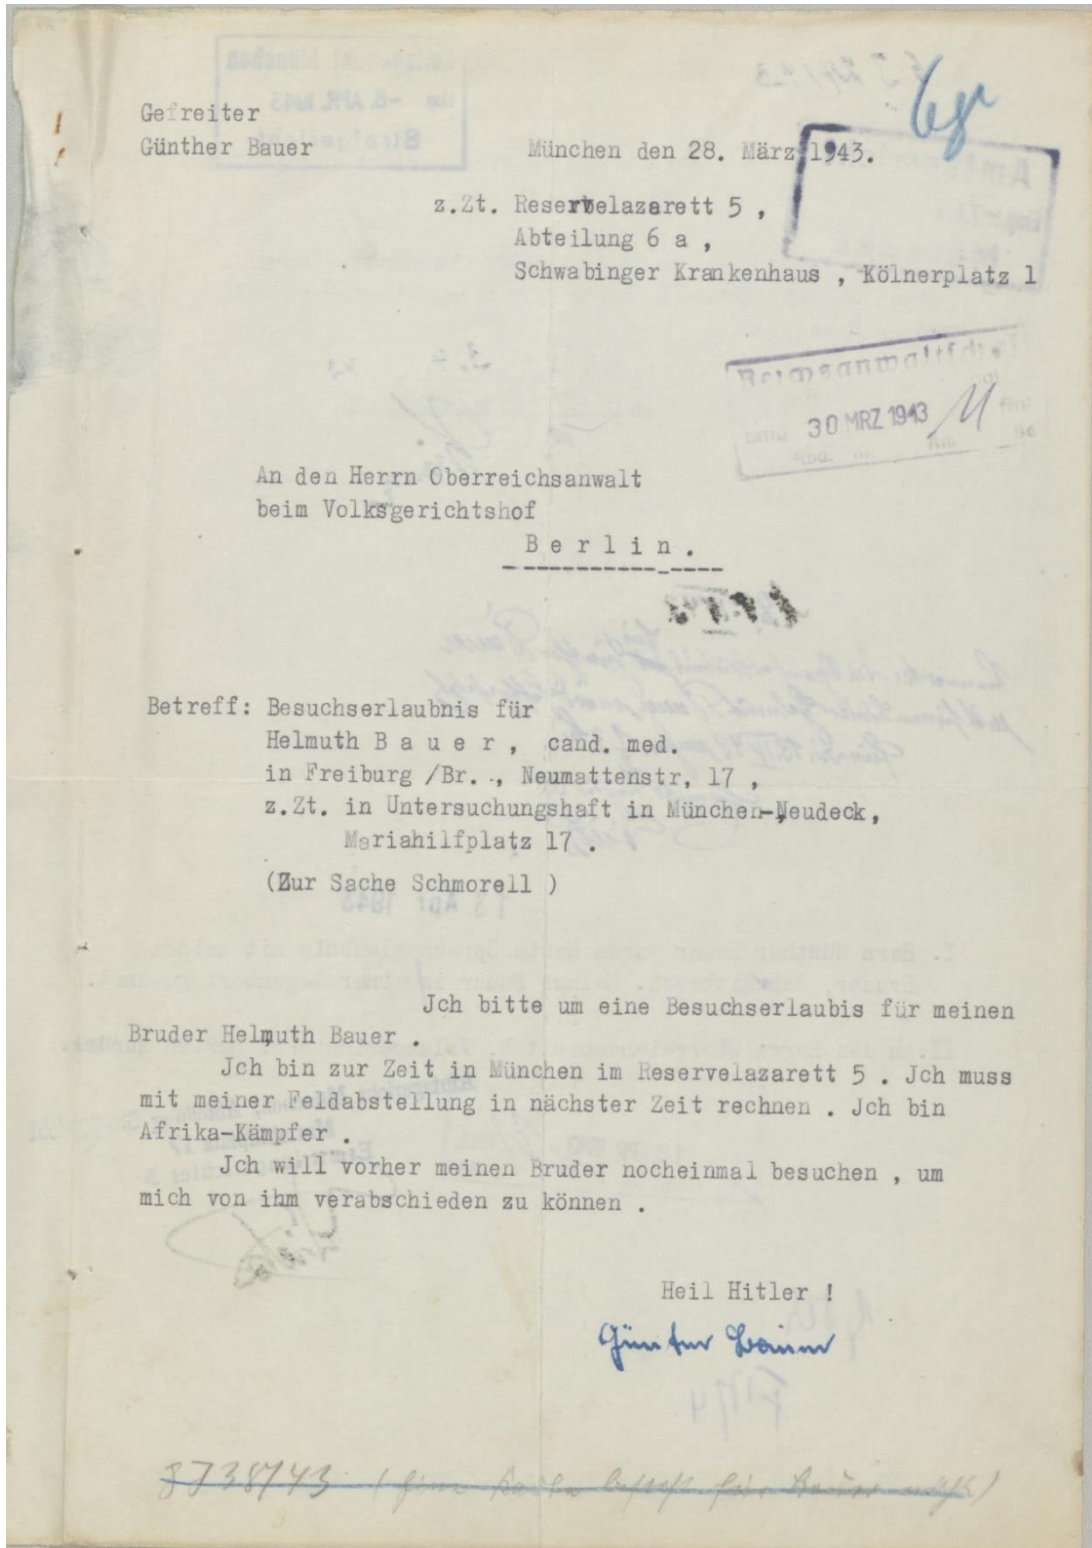 Gefreiter
Günther Bauer
München den 28. März 1943.
z.Zt. Reservelazarett 5 ,
Abteilung 6 a ,
Schwabinger Krankenhaus , Kölnerplatz 1
Reichsanwaltschaft
30 MRZ 1943
An den Herrn Oberreichsanwalt
beim Volksgerichtshof
B e r l i n .
Betreff: Besuchserlaubnis für
Helmuth B a u e r , cand. med.
in Freiburg /Br. ., Neumattenstr, 17 ,
z.Zt. in Untersuchungshaft in München-Neudeck,
Mariahilfplatz 17 .
(Zur Sache Schmorell )
Jch bitte um eine Besuchserlaubis für meinen
Bruder Helmuth Bauer .
Jch bin zur Zeit in München im Reservelazarett 5 . Jch muss
mit meiner Feldabstellung in nächster Zeit rechnen . Jch bin
Afrika-Kämpfer .
Jch will vorher meinen Bruder nocheinmal besuchen , um
mich von ihm verabschieden zu können .
Heil Hitler !
Günter Bauer
8J38/43